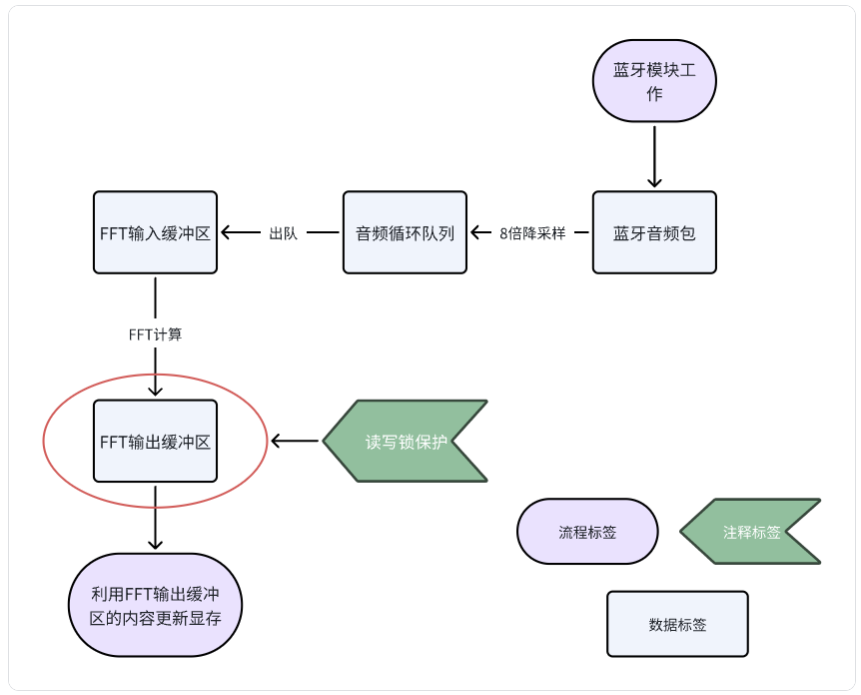 蓝牙模块工
作
FFT输入缓冲区
出队
音频循环队列
8倍降采样
蓝牙音频包
FFT计算
FFT输出缓冲区
读写锁保护
流程标签
注释标签
利用FFT输出缓冲
区的内容更新显存
数据标签